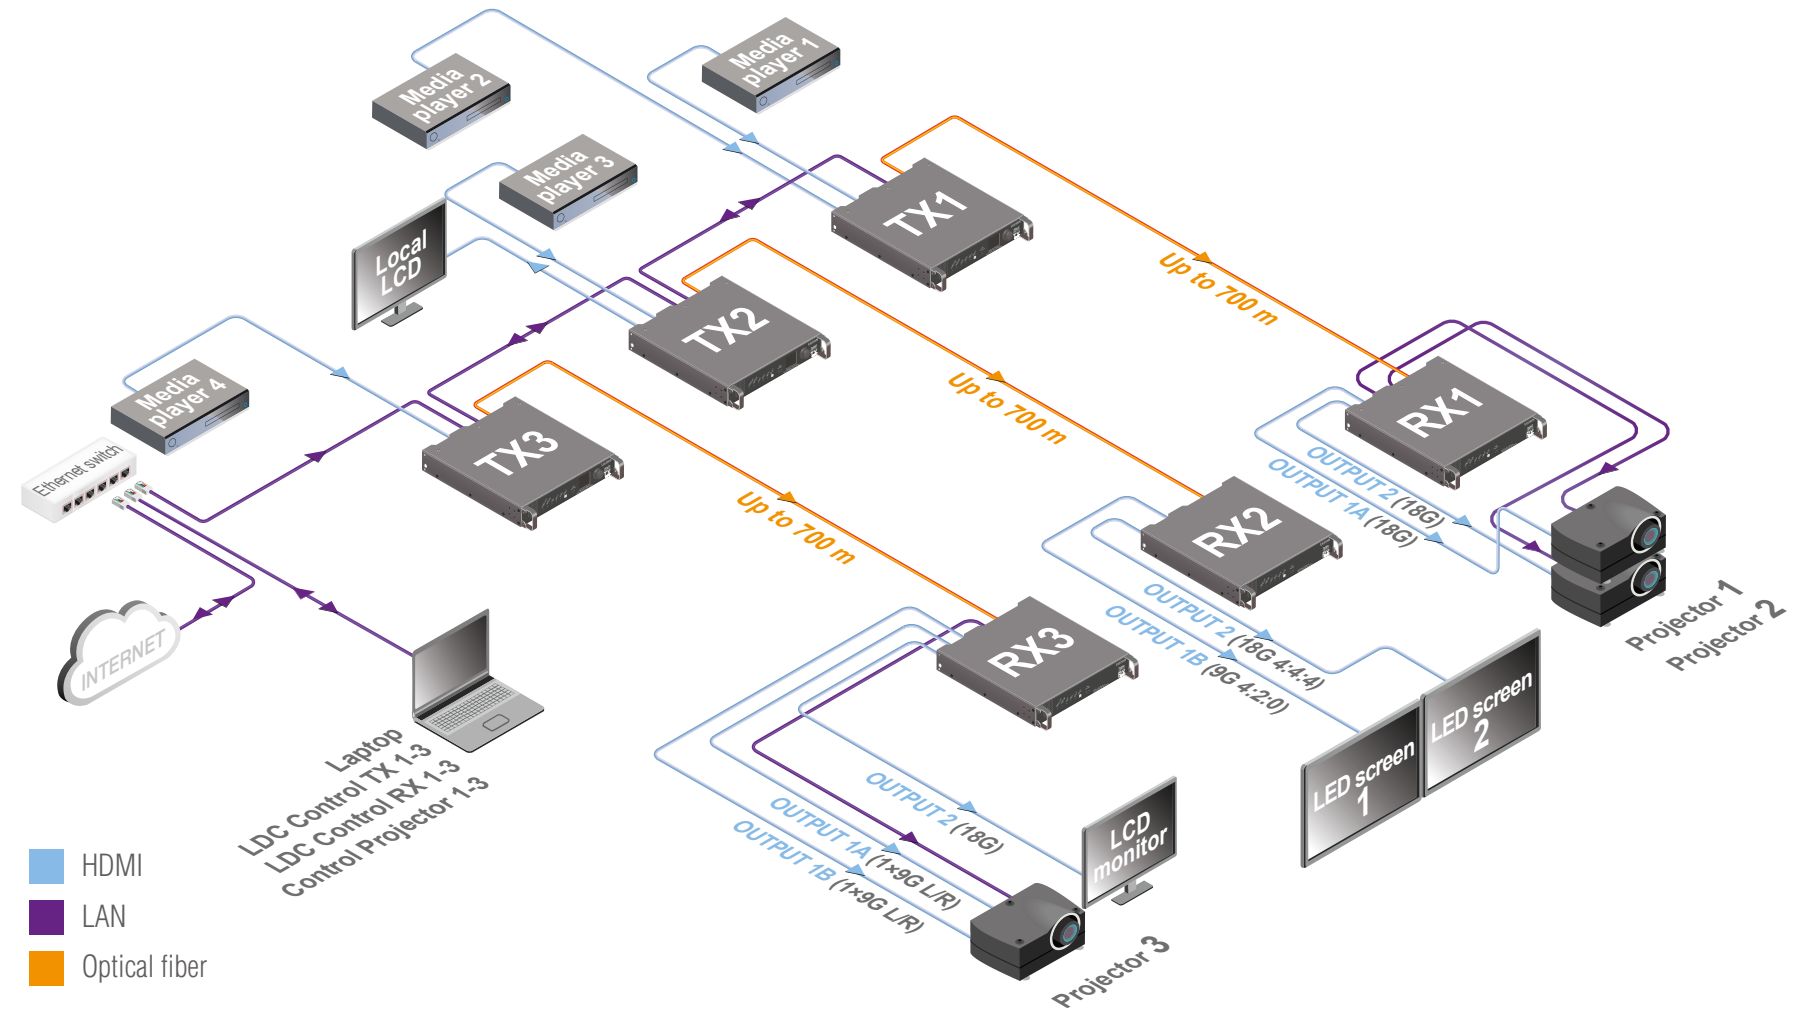 Media
player 1
Media
player 2
Media
player 3
TX1
Local
LCD
Up to 700 m
TX2
Media
player 4
Up to 700 m
RX1
TX3
Ethernet switch
OUTPUT 2 (18G)
OUTPUT 1A (18G)
Up to 700 m
RX2
INTERNET
OUTPUT 2 (18G 4:4:4)
OUTPUT 1B (9G 4:2:0)
Projector 1
Projector 2
RX3
LED screen
2
LED screen
1
Laptop
LDC Control TX 1-3
LDC Control RX 1-3
Control Projector 1-3
OUTPUT 2 (18G)
OUTPUT 1A (1×9G L/R)
OUTPUT 1B (1×9G L/R)
LCD
monitor
Projector 3
HDMI
LAN
Optical fiber